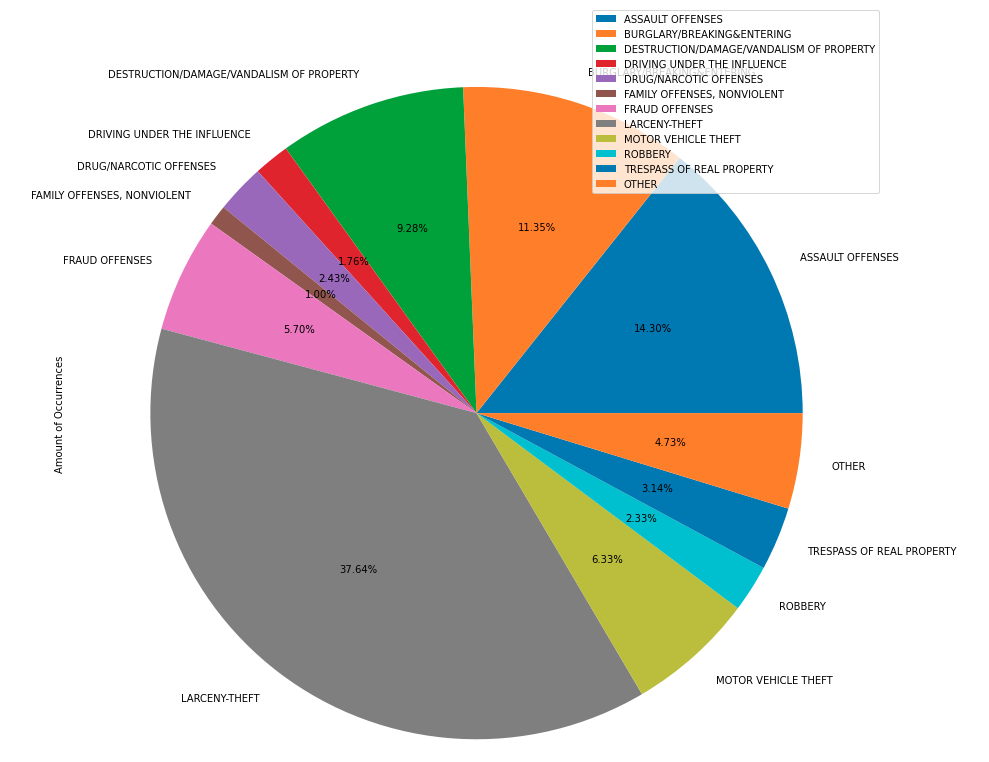 ASSAULT OFFENSES
BURGLARY/BREAKING&ENTERING
DESTRUCTION/DAMAGE/VANDALISM OF PROPERTY
DRIVING UNDER THE INFLUENCE
DRUG/NARCOTIC OFFENSES
FAMILY OFFENSES, NONVIOLENT
FRAUD OFFENSES
LARCENY-THEFT
MOTOR VEHICLE THEFT
ROBBERY
TRESPASS OF REAL PROPERTY
OTHER
BURGLARY/BREAKING&ENTERING
DESTRUCTION/DAMAGE/VANDALISM OF PROPERTY
DRIVING UNDER THE INFLUENCE
DRUG/NARCOTIC OFFENSES
FAMILY OFFENSES, NONVIOLENT
FRAUD OFFENSES
ASSAULT OFFENSES
9.28%
11.35%
1.76%
2.43%
1.00%
5.70%
14.30%
Amount of Occurrences
4.73%
OTHER
3.14%
2.33%
TRESPASS OF REAL PROPERTY
6.33%
37.64%
ROBBERY
MOTOR VEHICLE THEFT
LARCENY-THEFT